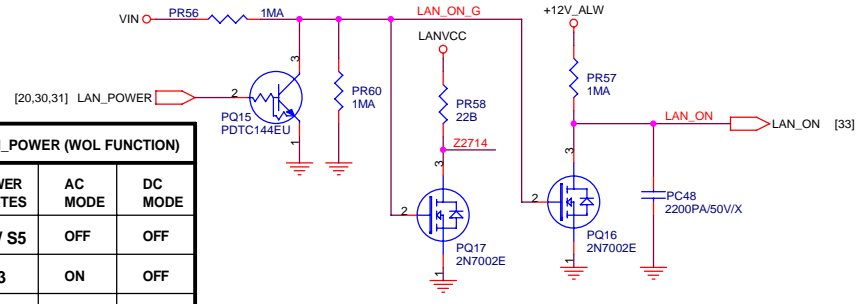 VIN PR56 1MA LAN_ON_G +12V_ALW
LANVCC
3
[20,30,31] LAN_POWER 2
PQ15
PDTC144EU
1
PR60
1MA
PR58
22B
PR57
1MA
Z2714
LAN_ON
LAN_ON [33]
3
2
PQ17
2N7002E
1
3
2
PQ16
2N7002E
1
PC48
2200PA/50V/X
_POWER (WOL FUNCTION)
AC MODE
DC MODE
S5 OFF OFF
3 ON OFF